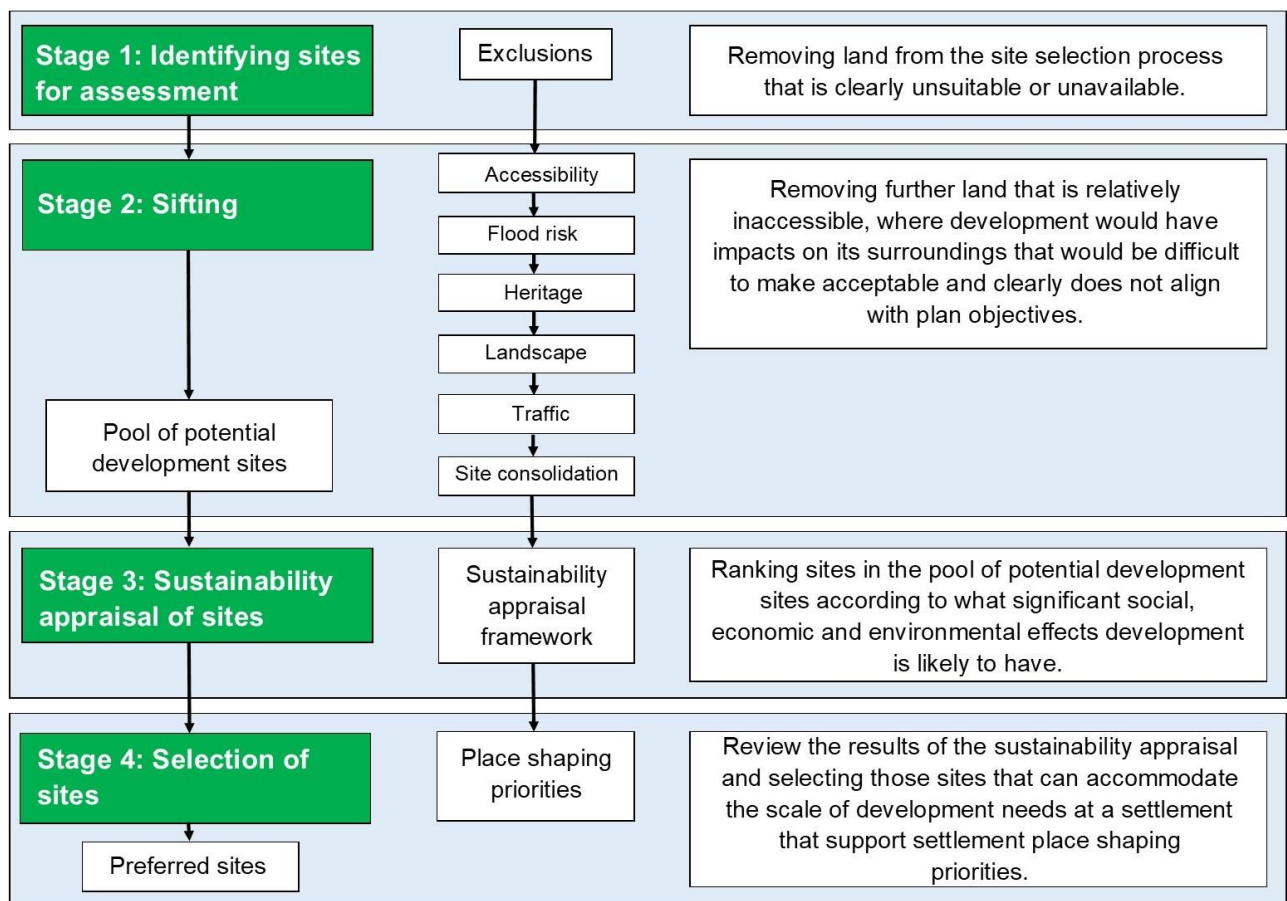 Stage 1: Identifying sites
for assessment
Exclusions
Removing land from the site selection process
that is clearly unsuitable or unavailable.
Stage 2: Sifting
Accessibility
Flood risk
Heritage
Landscape
Traffic
Site consolidation
Removing further land that is relatively
inaccessible, where development would have
impacts on its surroundings that would be difficult
to make acceptable and clearly does not align
with plan objectives.
Pool of potential
development sites
Stage 3: Sustainability
appraisal of sites
Sustainability
appraisal
framework
Ranking sites in the pool of potential development
sites according to what significant social,
economic and environmental effects development
is likely to have.
Stage 4: Selection of
sites
Place shaping
priorities
Review the results of the sustainability appraisal
and selecting those sites that can accommodate
the scale of development needs at a settlement
that support settlement place shaping
priorities.
Preferred sites